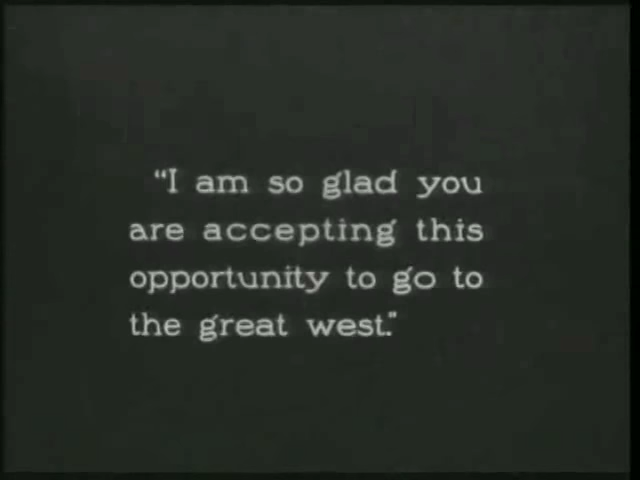 “I am so glad you
are accepting this
opportunity to go to
the great west.”